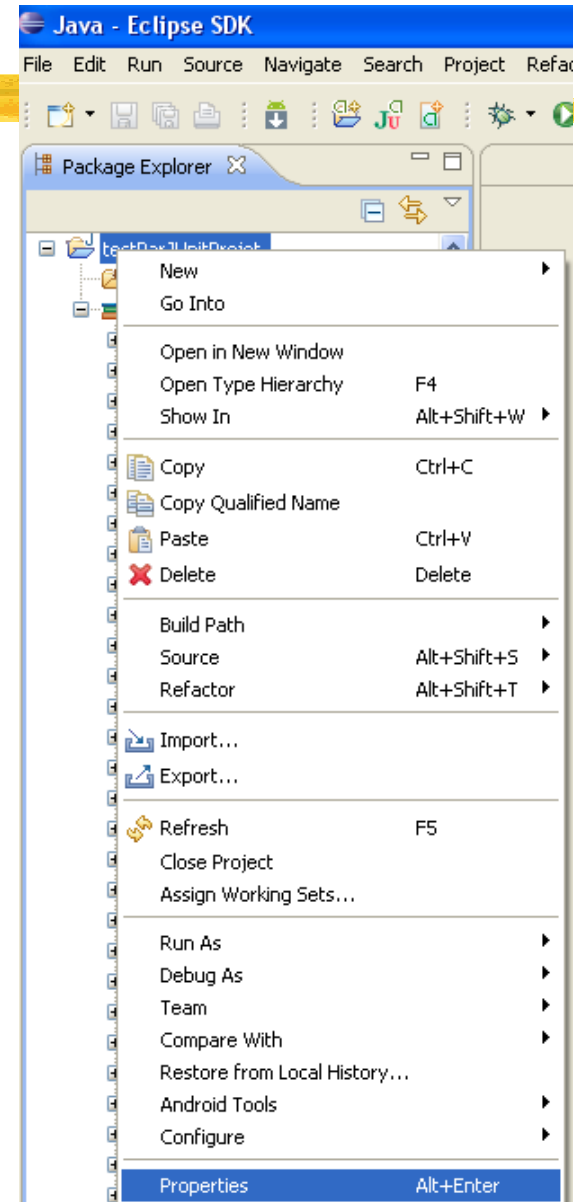 Java - Eclipse SDK
File Edit Run Source Navigate Search Project Refac
Package Explorer
New
Go Into
Open in New Window
Open Type Hierarchy F4
Show In Alt+Shift+W
Copy Ctrl+C
Copy Qualified Name
Paste Ctrl+V
Delete Delete
Build Path
Source Alt+Shift+S
Refactor Alt+Shift+T
Import...
Export...
Refresh F5
Close Project
Assign Working Sets...
Run As
Debug As
Team
Compare With
Restore from Local History...
Android Tools
Configure
Properties Alt+Enter